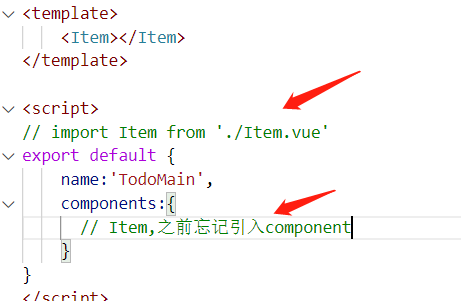 <template>
<Item></Item>
</template>
<script>
// import Item from './Item.vue'
export default {
name:'TodoMain',
components:{
// Item,之前忘记引入component
}
}
</script>